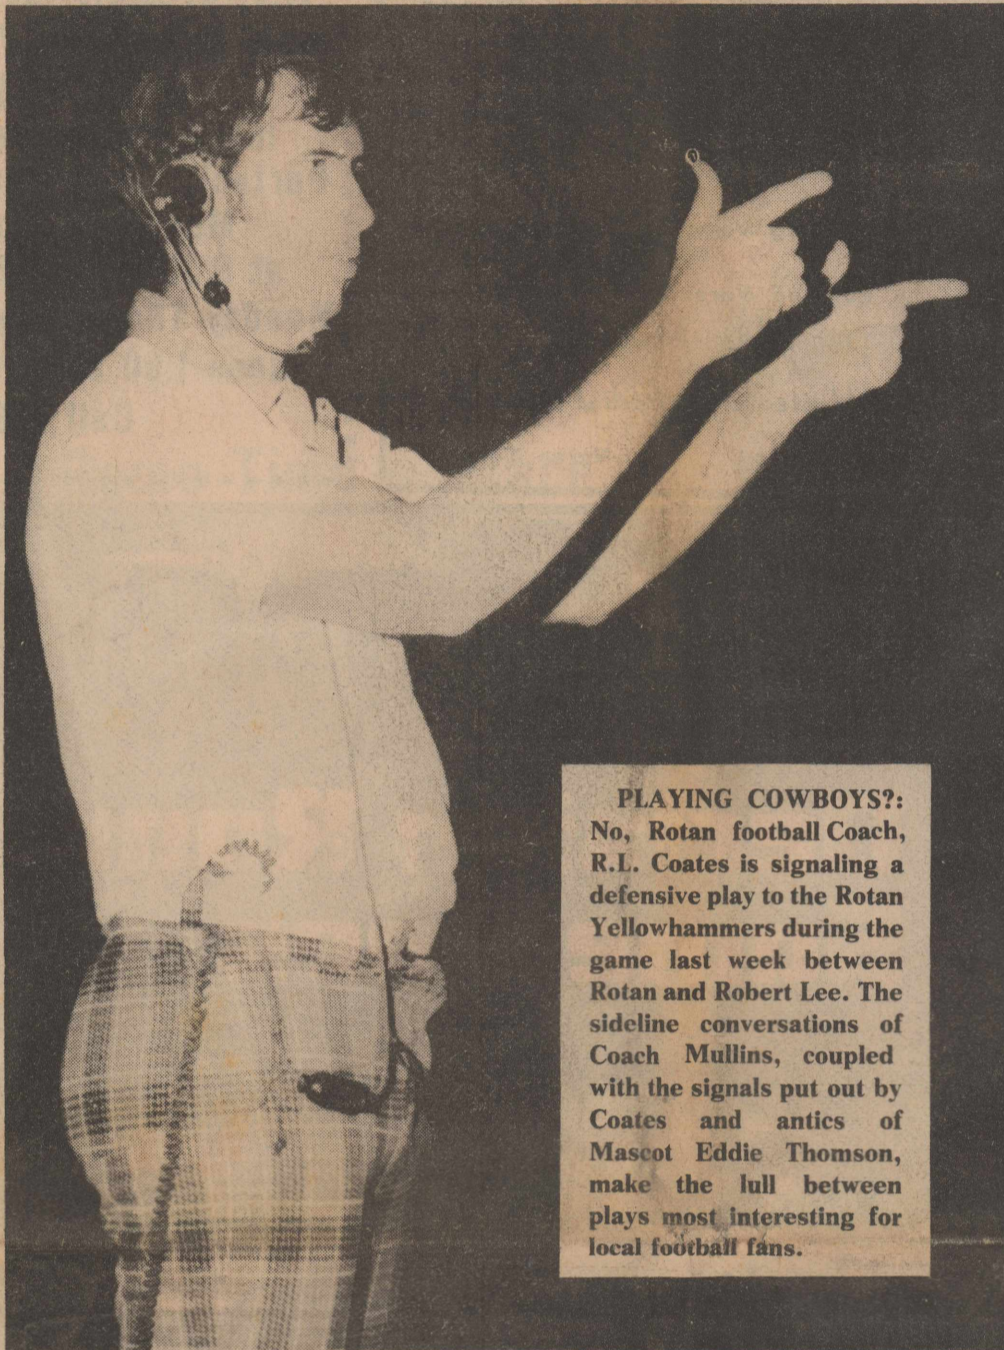 PLAYING COWBOYS?:
No, Rotan football Coach,
R.L. Coates is signaling a
defensive play to the Rotan
Yellowhammers during the
game last week between
Rotan and Robert Lee. The
sideline conversations of
Coach Mullins, coupled
with the signals put out by
Coates and antics of
Mascot Eddie Thomson,
make the lull between
plays most interesting for
local football fans.